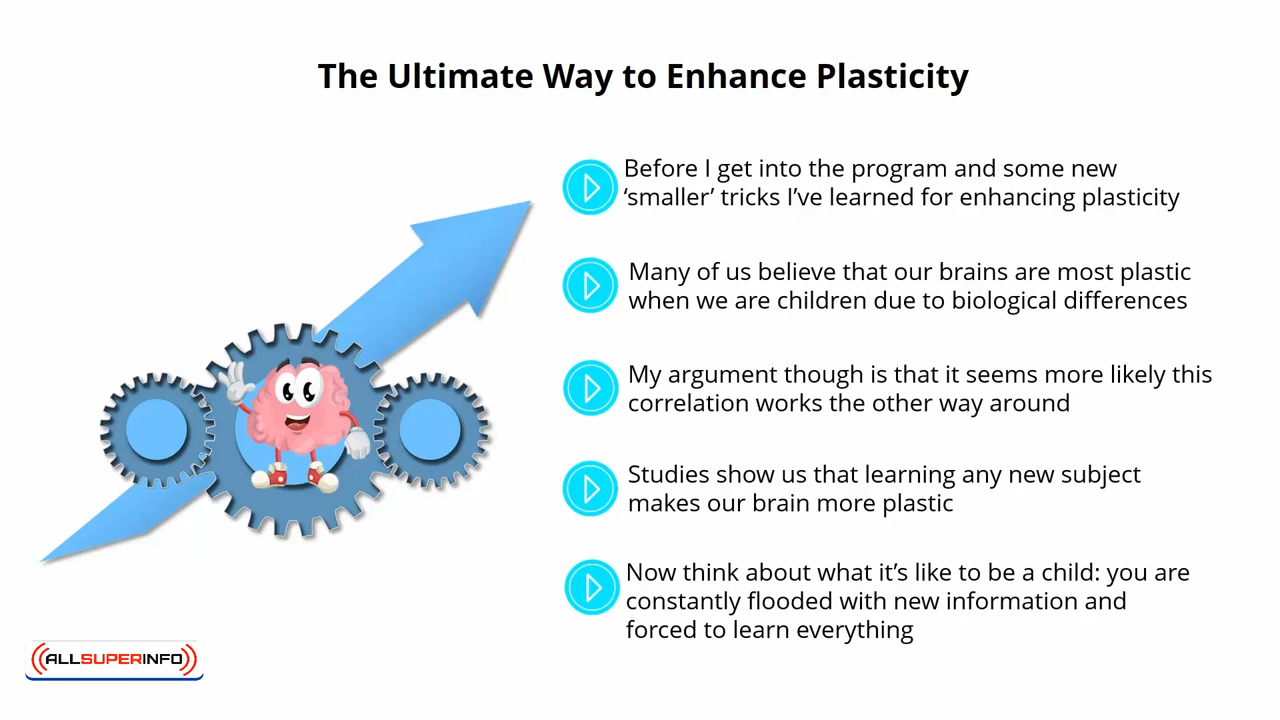 The Ultimate Way to Enhance Plasticity
Before I get into the program and some new
‘smaller’ tricks I’ve learned for enhancing plasticity
Many of us believe that our brains are most plastic
when we are children due to biological differences
My argument though is that it seems more likely this
correlation works the other way around
Studies show us that learning any new subject
makes our brain more plastic
Now think about what it’s like to be a child: you are
constantly flooded with new information and
forced to learn everything
ALLSUPERINFO